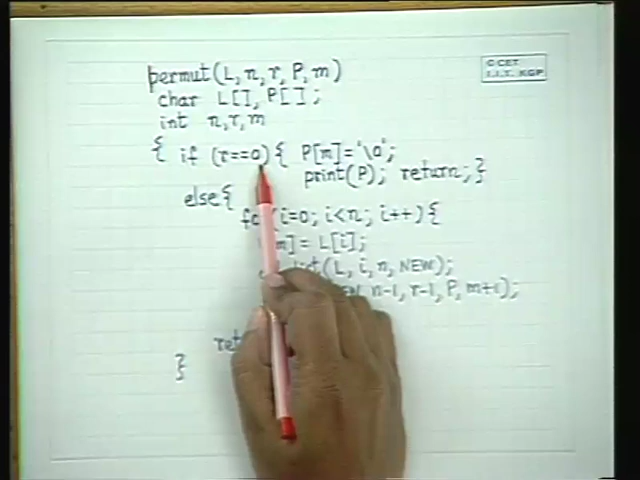 permut(L, n, r, P, m)
© CET
I.I.T. KGP
char L[], P[];
int n,r,m
{ if (r==0){ P[m]='\0';
print(P); return;}
else{
(i=0; i<n; i++){
] = L[i];
(L, i, n, NEW);
n-1, r-1, P, m+1);
}